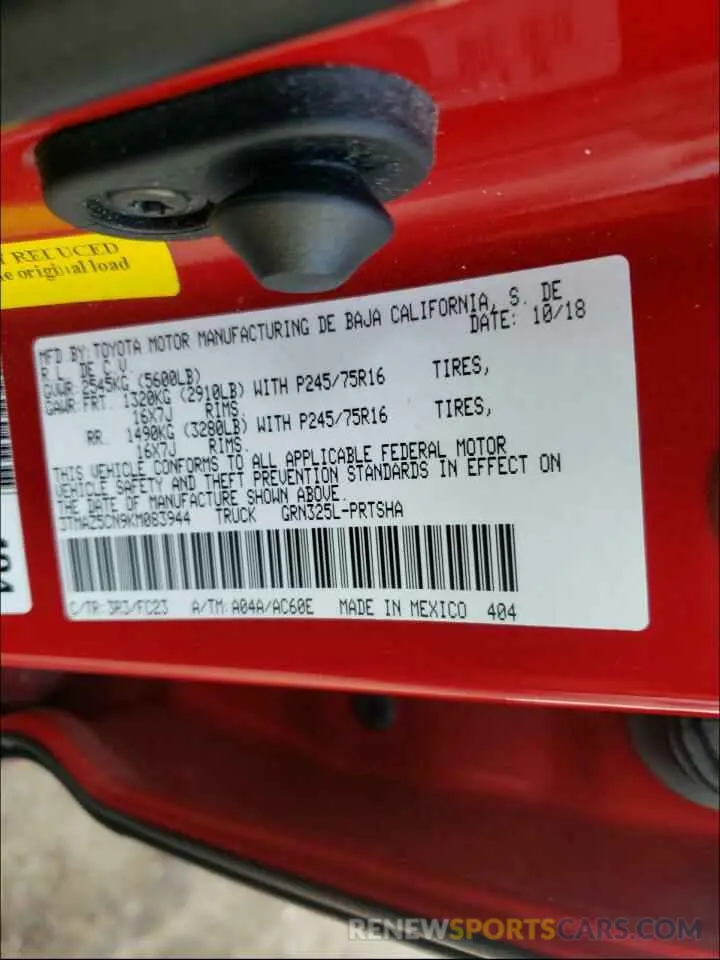 RELUCED
original load
MFD BY: TOYOTA MOTOR MANUFACTURING DE BAJA CALIFORNIA, S. DE
R.L. DE C.V. DATE: 10/18
GVWR: 2545KG (5600LB)
GAWR: FRT. 1320KG (2910LB) WITH P245/75R16 TIRES,
16X7J RIMS.
RR. 1490KG (3280LB) WITH P245/75R16 TIRES,
16X7J RIMS.
THIS VEHICLE CONFORMS TO ALL APPLICABLE FEDERAL MOTOR
VEHICLE SAFETY AND THEFT PREVENTION STANDARDS IN EFFECT ON
THE DATE OF MANUFACTURE SHOWN ABOVE.
3TMAZ5CN9KM083944 TRUCK GRN325L-PRTSHA
C/TR: 3R3/FC23 A/TM: A04A/AC60E MADE IN MEXICO 404
RENEWSPORTSCARS.COM